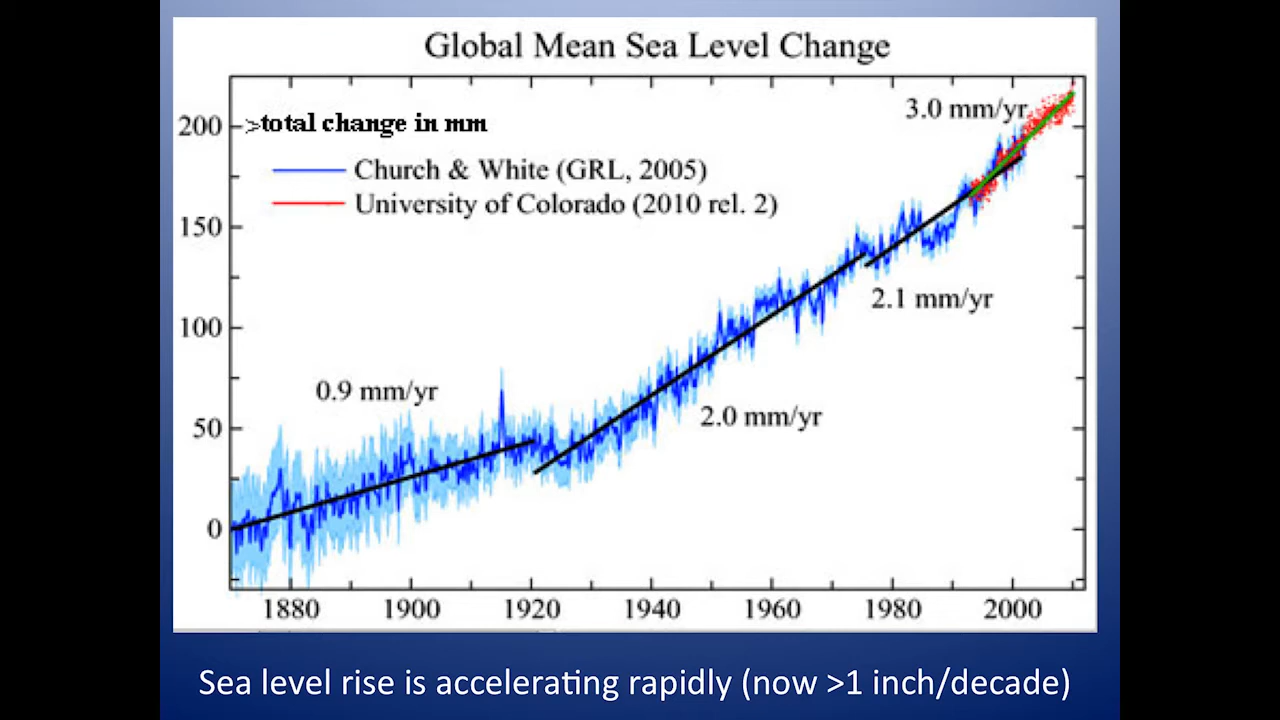 Global Mean Sea Level Change
>total change in mm
Church & White (GRL, 2005)
University of Colorado (2010 rel. 2)
3.0 mm/yr
2.1 mm/yr
0.9 mm/yr
2.0 mm/yr
200
150
100
50
0
1880 1900 1920 1940 1960 1980 2000
Sea level rise is accelerating rapidly (now >1 inch/decade)